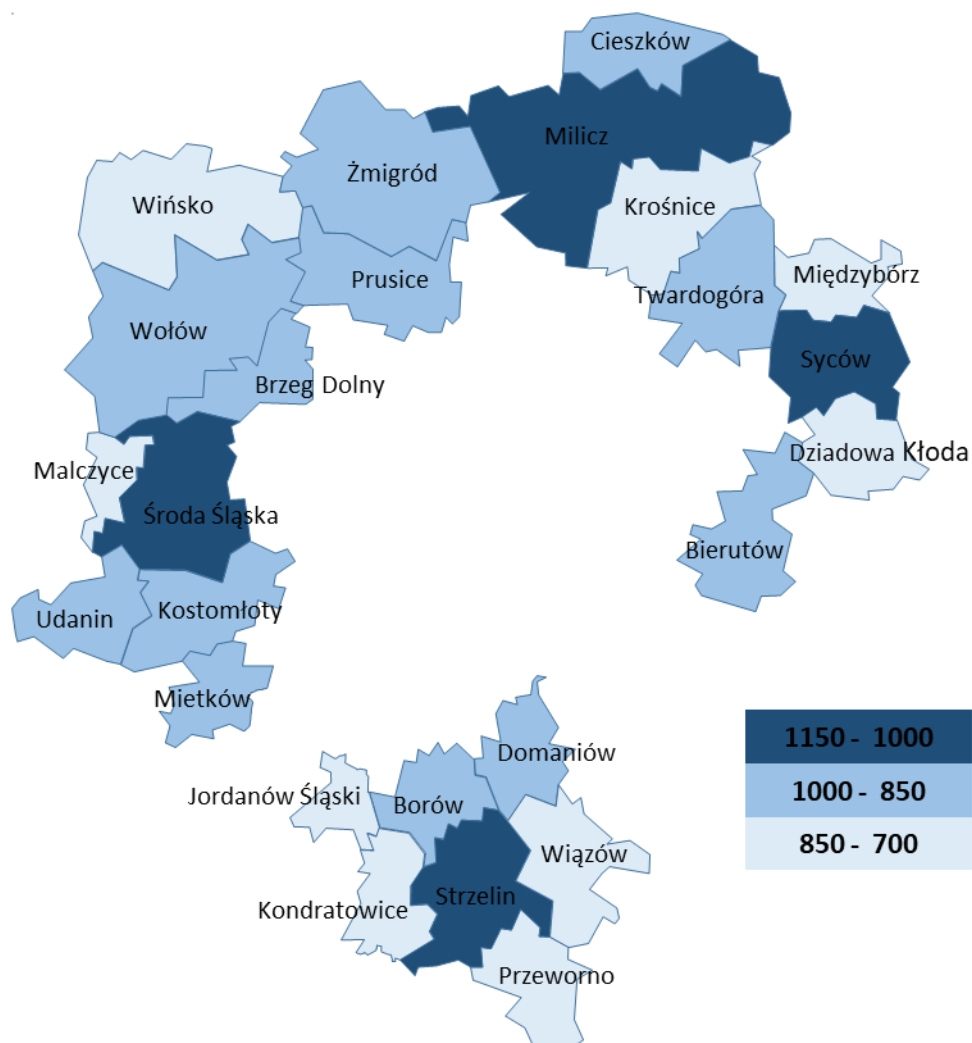 Cieszków
Milicz
Żmigród
Wińsko
Krośnice
Prusice
Międzybórz
Twardogóra
Wołów
Syców
Brzeg Dolny
Dziadowa Kłoda
Malczyce
Środa Śląska
Bierutów
Udanin
Kostomłoty
Mietków
Domaniów
1150 - 1000
Jordanów Śląski
Borów
1000 - 850
850 - 700
Wiązów
Strzelin
Kondratowice
Przeworno